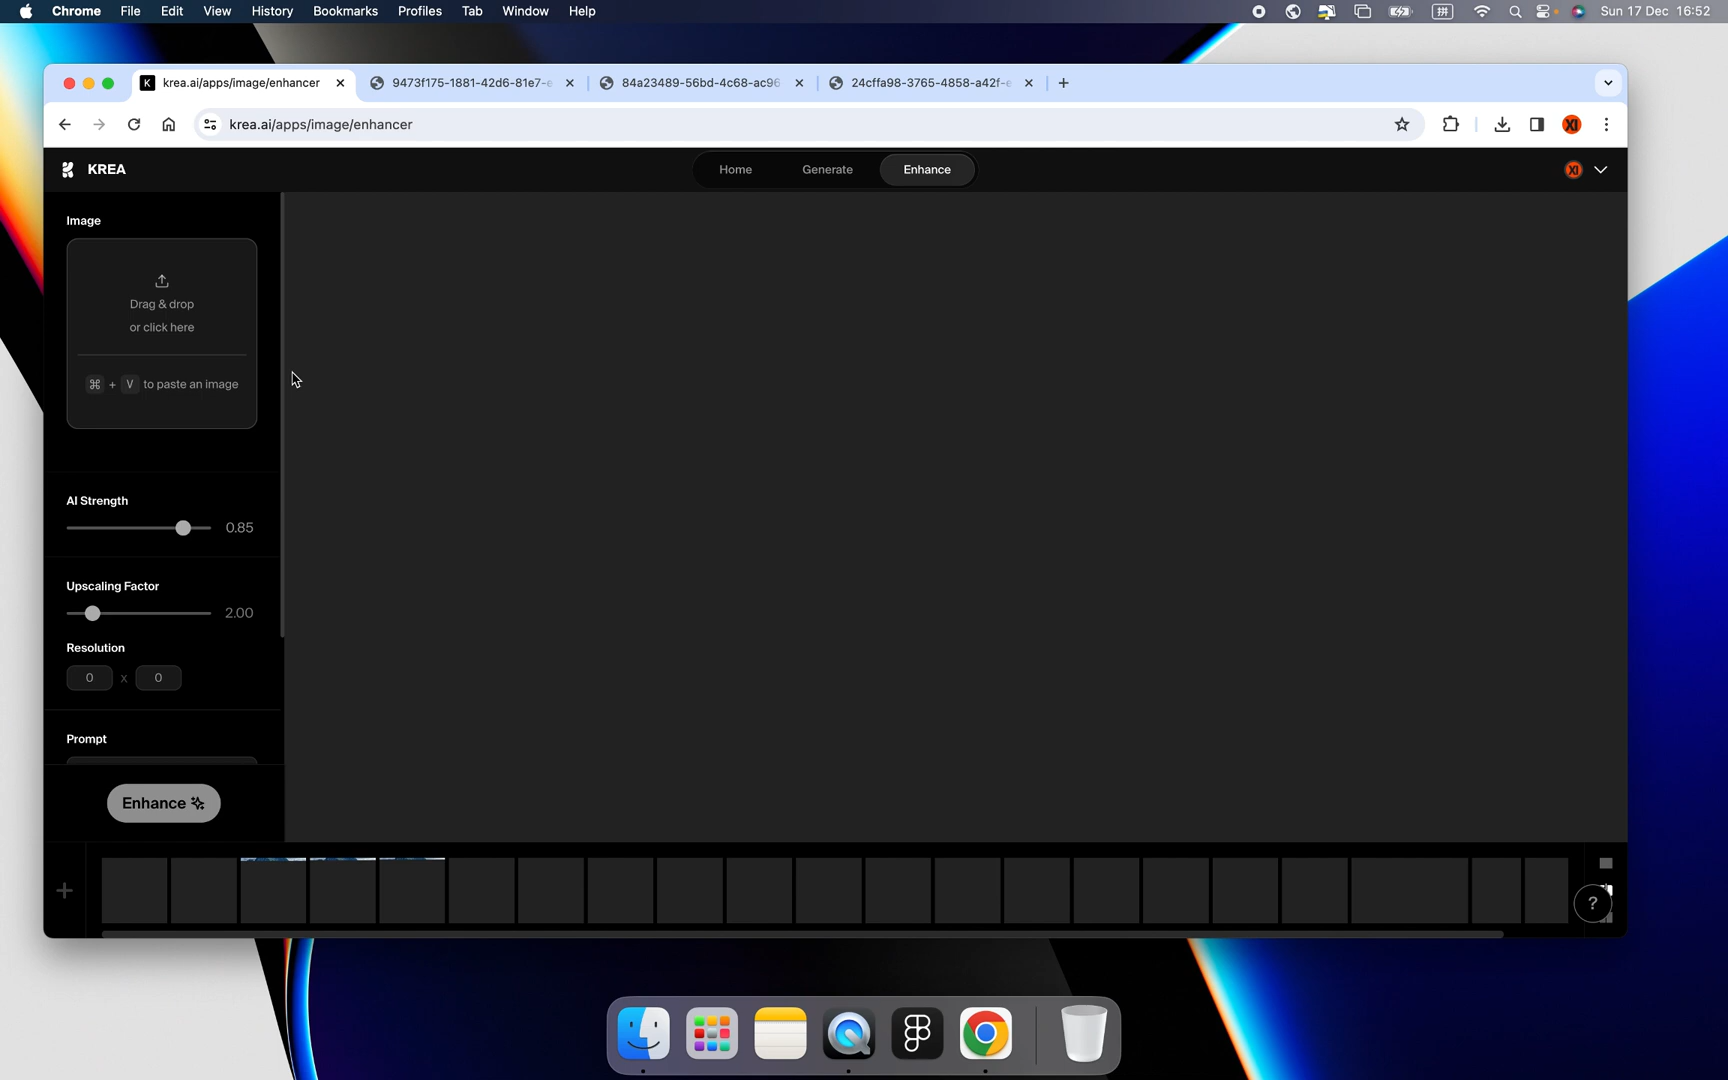 Chrome File Edit View History Bookmarks Profiles Tab Window Help Sun 17 Dec 16:52
krea.ai/apps/image/enhancer 9473f175-1881-42d6-81e7- 84a23489-56bd-4c68-ac96 24cffa98-3765-4858-a42f-
krea.ai/apps/image/enhancer XI
KREA Home Generate Enhance XI
Image
Drag & drop
or click here
⌘ + V to paste an image
AI Strength
0.85
Upscaling Factor
2.00
Resolution
0 x 0
Prompt
Enhance
?